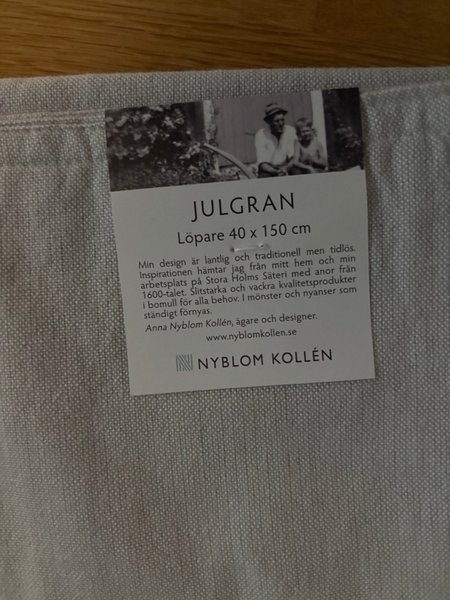 JULGRAN
Löpare 40 x 150 cm
Min design är lantlig och traditionell men tidlös.
Inspirationen hämtar jag från mitt hem och min
arbetsplats på Stora Holms Säteri med anor från
1600-talet. Slitstarka och vackra kvalitetsprodukter
i bomull för alla behov. I mönster och nyanser som
ständigt förnyas.
Anna Nyblom Kollén, ägare och designer.
www.nyblomkollen.se
NYBLOM KOLLÉN